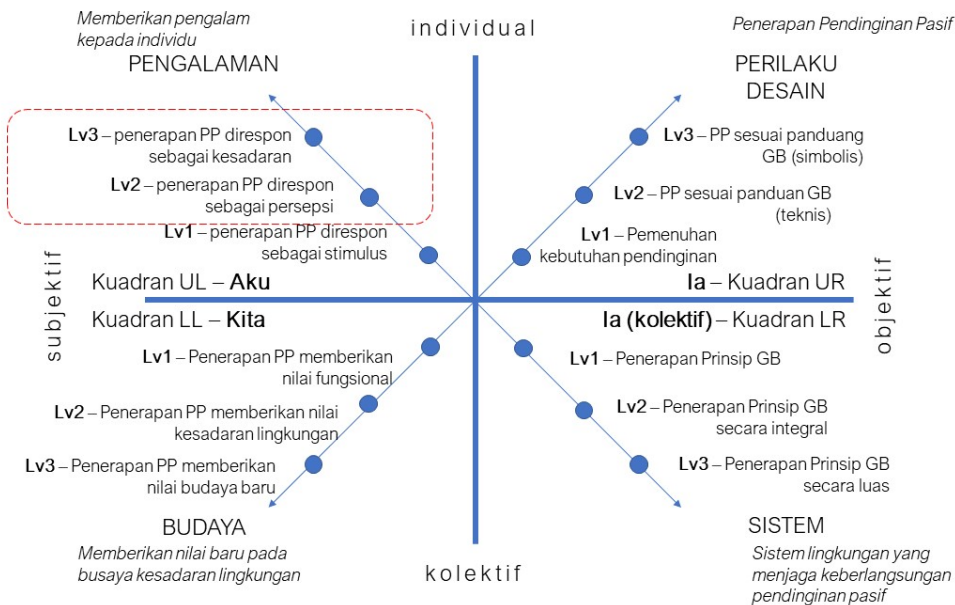 Memberikan pengalam
kepada individu
PENGALAMAN
individual
Penerapan Pendinginan Pasif
PERILAKU
DESAIN
Lv3 – penerapan PP direspon
sebagai kesadaran
Lv2 – penerapan PP direspon
sebagai persepsi
Lv1 – penerapan PP direspon
sebagai stimulus
Lv3 – PP sesuai panduang
GB (simbolis)
Lv2 – PP sesuai panduan GB
(teknis)
Lv1 – Pemenuhan
kebutuhan pendinginan
subjektif
Kuadran UL – Aku
Kuadran LL – Kita
Ia – Kuadran UR
Ia (kolektif) – Kuadran LR
objektif
Lv1 – Penerapan PP memberikan
nilai fungsional
Lv2 – Penerapan PP memberikan nilai
kesadaran lingkungan
Lv3 – Penerapan PP memberikan
nilai budaya baru
BUDAYA
Memberikan nilai baru pada
busaya kesadaran lingkungan
kolektif
Lv1 – Penerapan Prinsip GB
Lv2 – Penerapan Prinsip GB
secara integral
Lv3 – Penerapan Prinsip GB
secara luas
SISTEM
Sistem lingkungan yang
menjaga keberlangsungan
pendinginan pasif